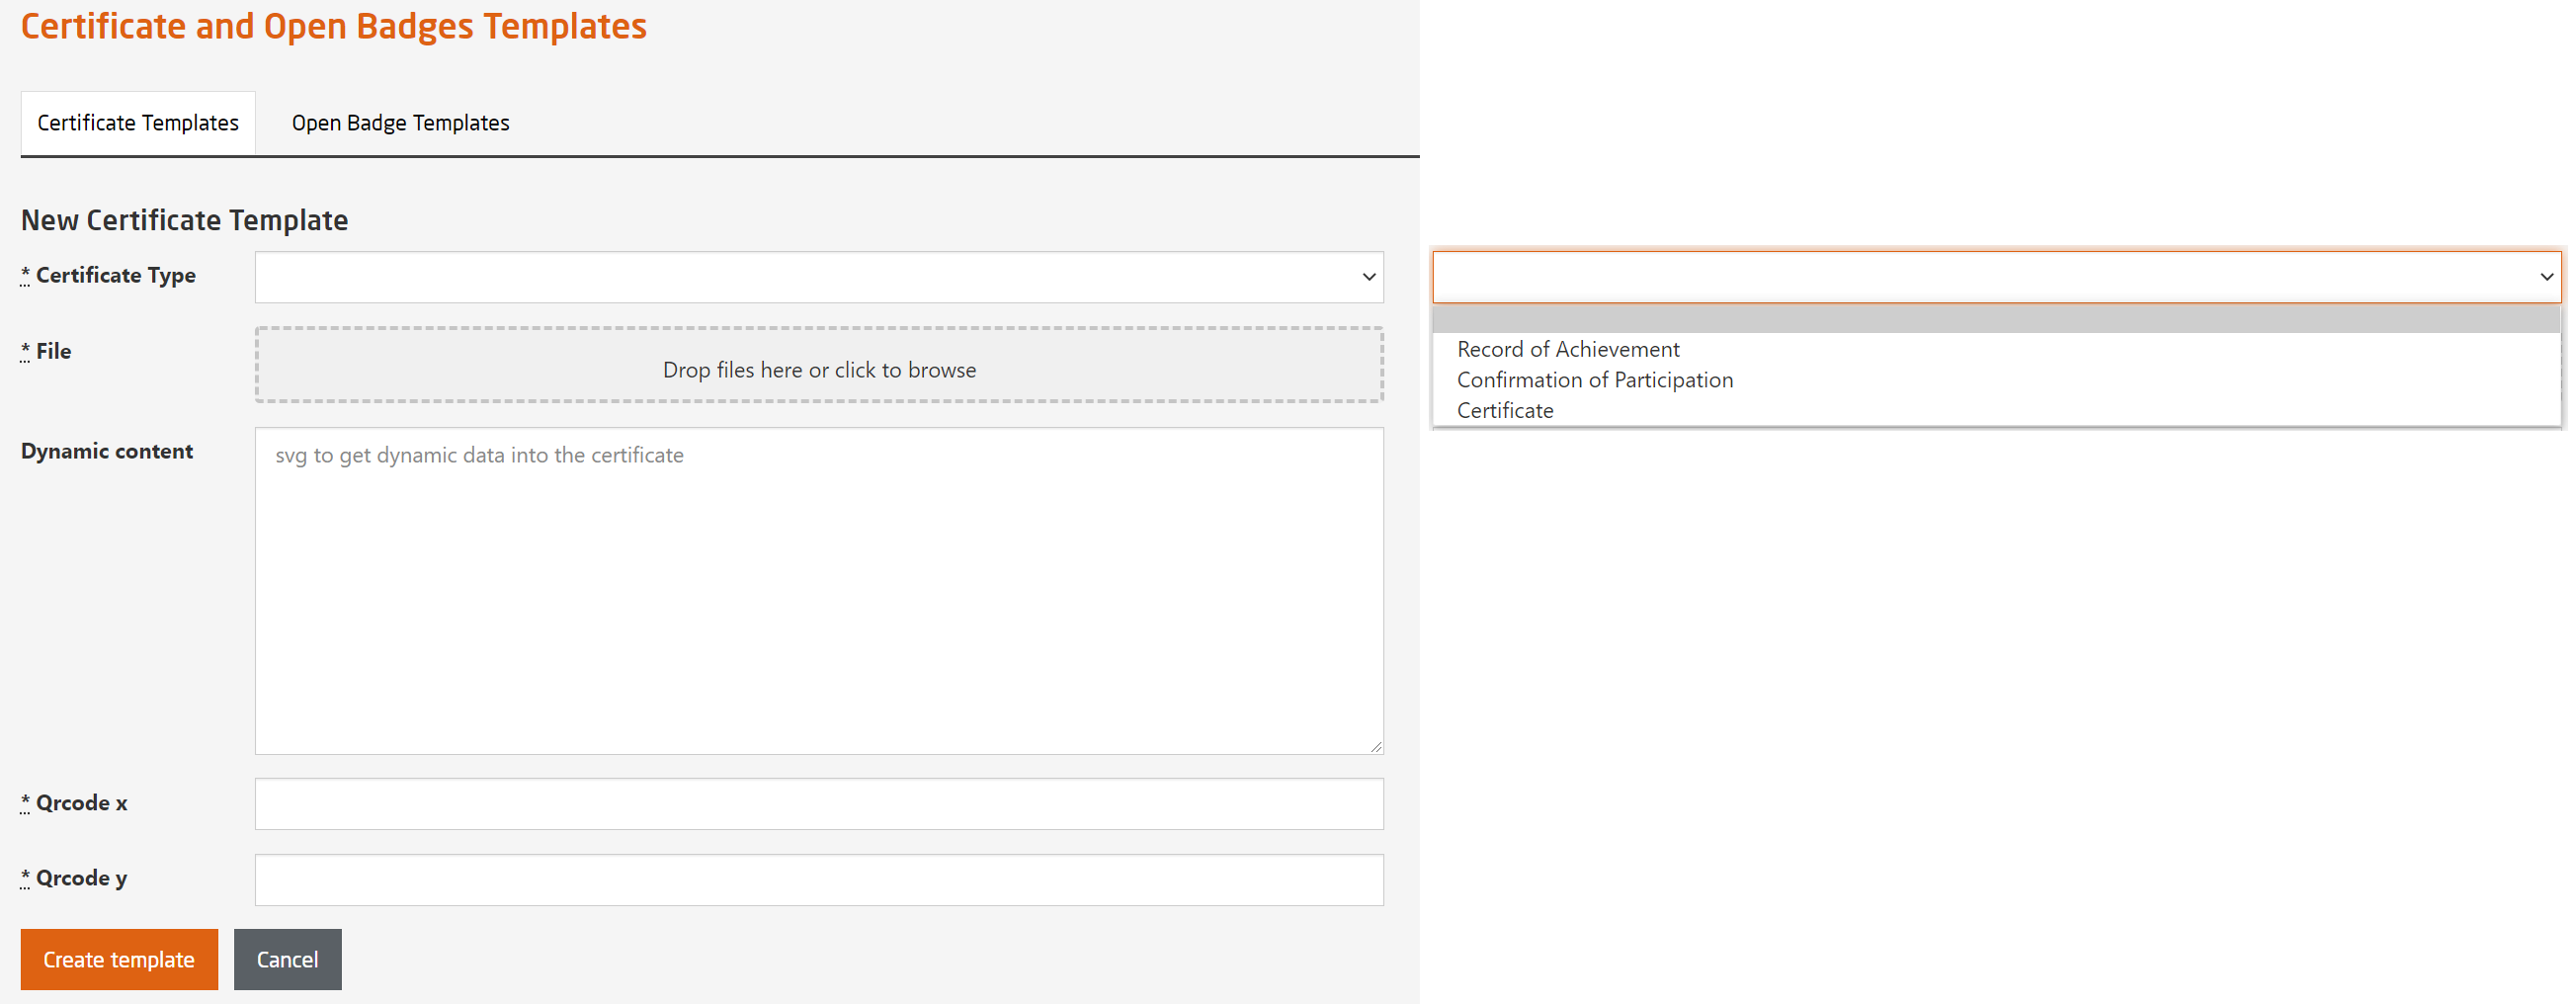 Certificate and Open Badges Templates
Certificate Templates
Open Badge Templates
New Certificate Template
* Certificate Type
* File
Drop files here or click to browse
Dynamic content
svg to get dynamic data into the certificate
* Qrcode x
* Qrcode y
Create template
Cancel
Record of Achievement
Confirmation of Participation
Certificate